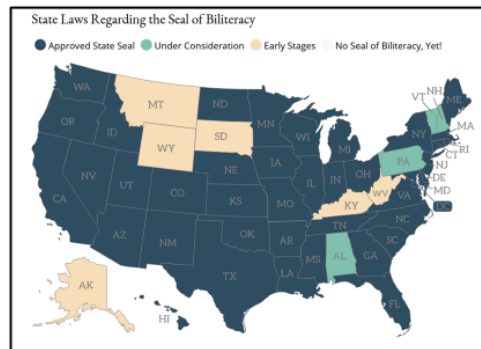 State Laws Regarding the Seal of Biliteracy
Approved State Seal Under Consideration Early Stages No Seal of Biliteracy, Yet!
WA
MT
ND
MN
VT
NH
ME
OR
ID
SD
WI
MI
NY
MA
WY
RI
CT
NE
IA
PA
NJ
NV
UT
CO
IL
IN
OH
DE
MD
CA
KS
MO
KY
WV
VA
DC
AZ
NM
OK
AR
TN
NC
SC
MS
AL
GA
TX
LA
AK
HI
FL